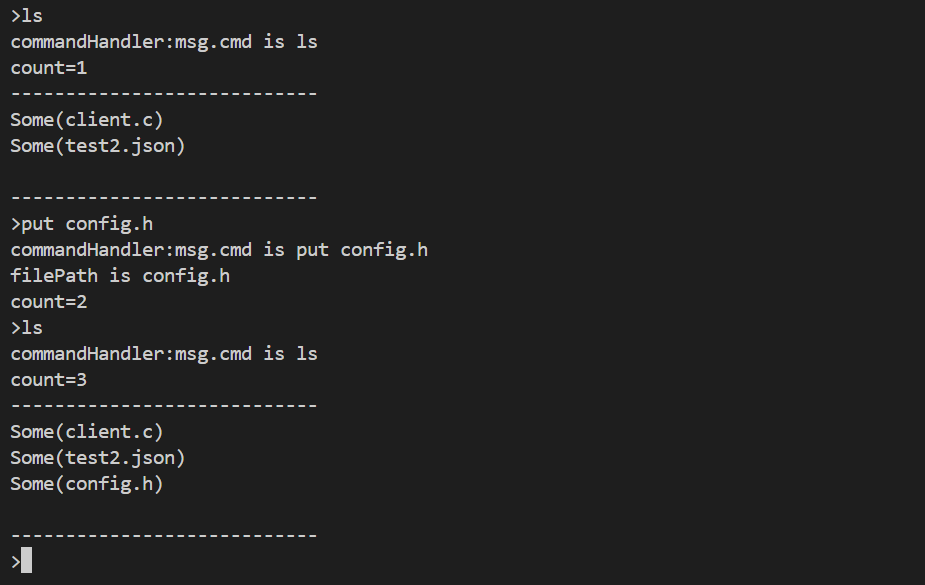 >ls
commandHandler:msg.cmd is ls
count=1
----------------------------
Some(client.c)
Some(test2.json)

----------------------------
>put config.h
commandHandler:msg.cmd is put config.h
filePath is config.h
count=2
>ls
commandHandler:msg.cmd is ls
count=3
----------------------------
Some(client.c)
Some(test2.json)
Some(config.h)

----------------------------
>